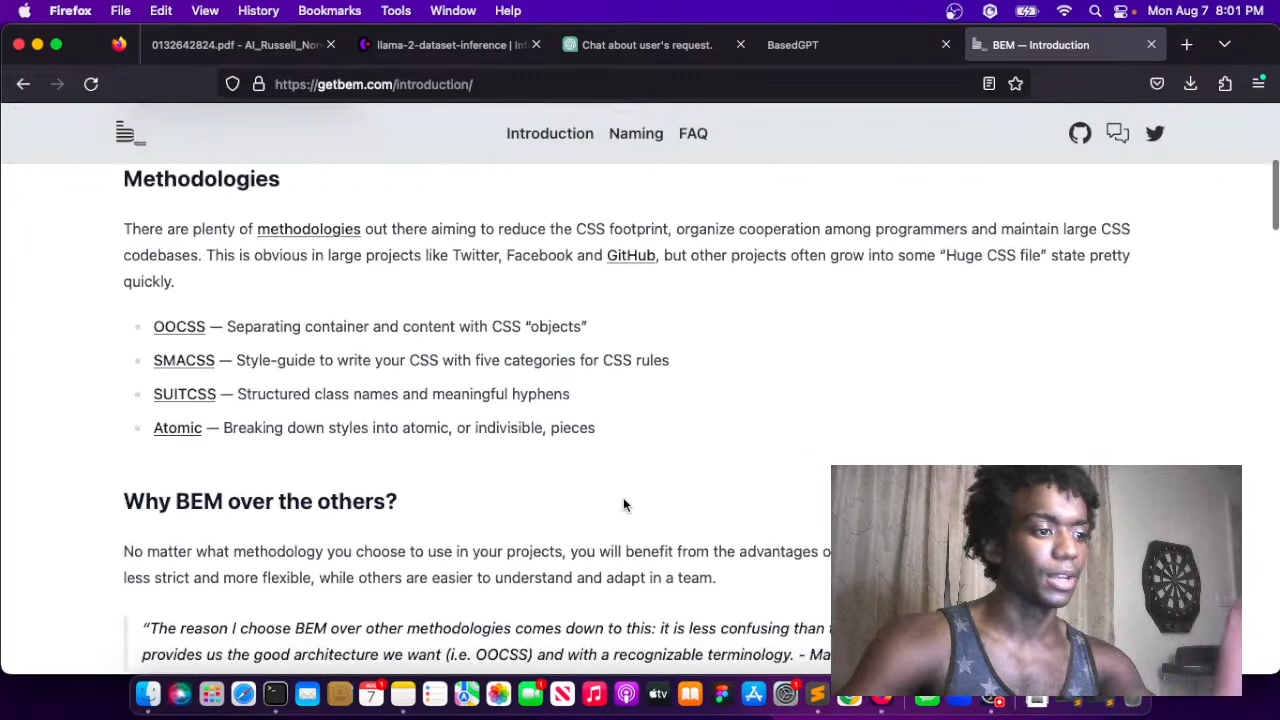 Firefox File Edit View History Bookmarks Tools Window Help Mon Aug 7 8:01 PM
0132642824.pdf - AI_Russell_Nor llama-2-dataset-inference | Inf Chat about user's request. BasedGPT BEM — Introduction
https://getbem.com/introduction/
Introduction Naming FAQ
Methodologies
There are plenty of methodologies out there aiming to reduce the CSS footprint, organize cooperation among programmers and maintain large CSS
codebases. This is obvious in large projects like Twitter, Facebook and GitHub, but other projects often grow into some “Huge CSS file” state pretty
quickly.
OOCSS — Separating container and content with CSS “objects”
SMACSS — Style-guide to write your CSS with five categories for CSS rules
SUITCSS — Structured class names and meaningful hyphens
Atomic — Breaking down styles into atomic, or indivisible, pieces
Why BEM over the others?
No matter what methodology you choose to use in your projects, you will benefit from the advantages o
less strict and more flexible, while others are easier to understand and adapt in a team.
“The reason I choose BEM over other methodologies comes down to this: it is less confusing than
provides us the good architecture we want (i.e. OOCSS) and with a recognizable terminology. - Ma
7 1 tv 1